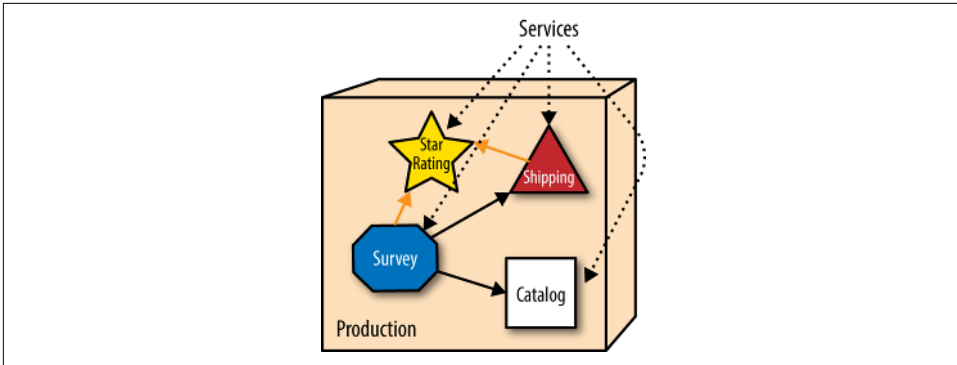 Services
Star
Rating
Shipping
Survey
Catalog
Production